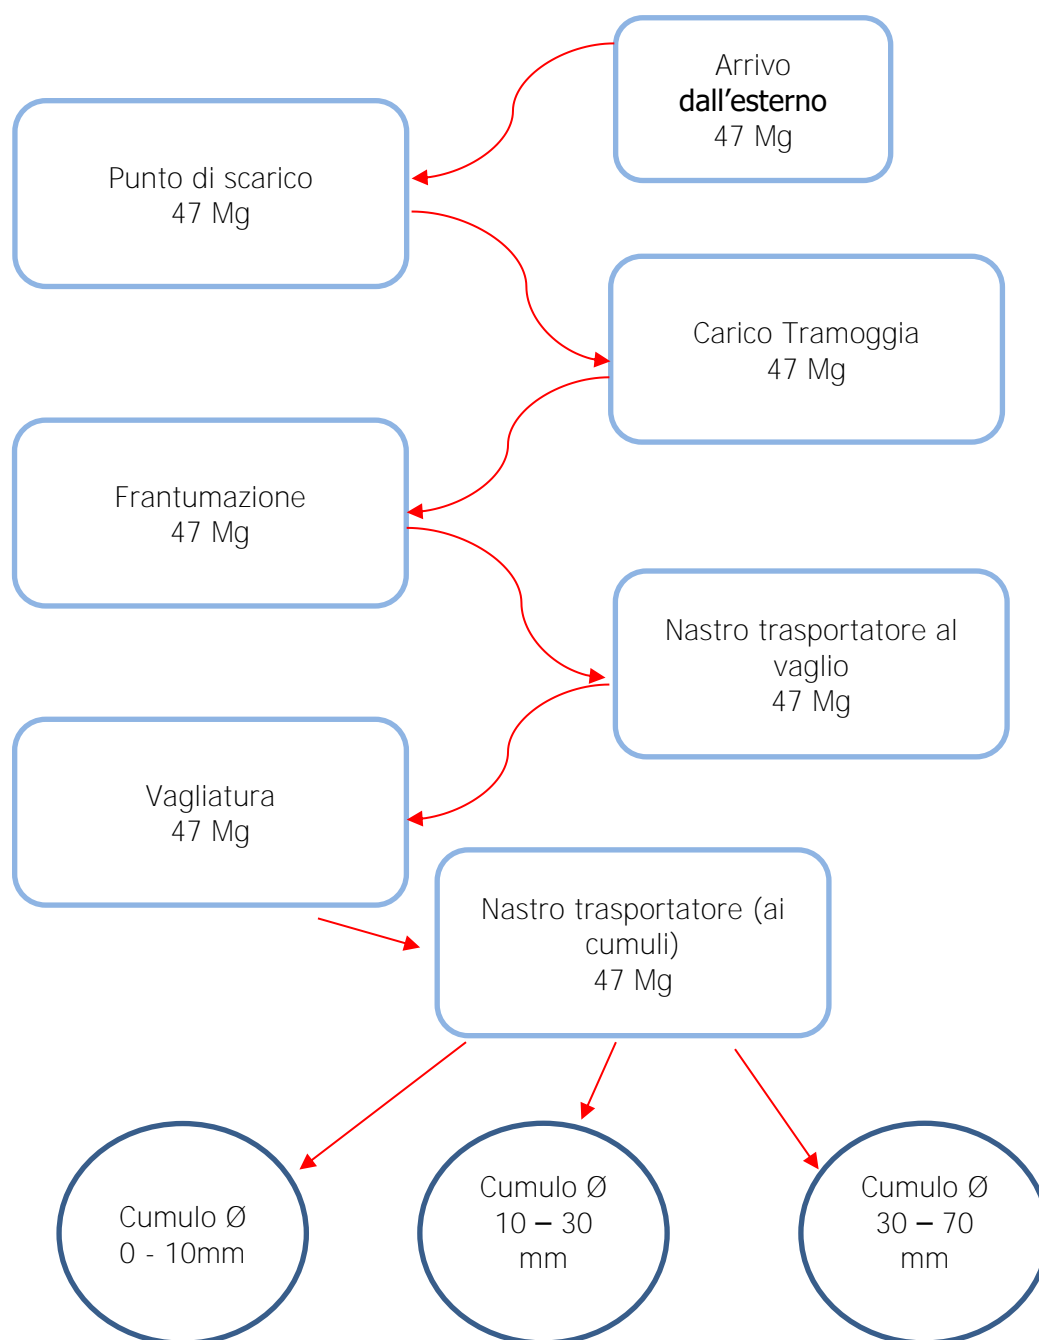 Arrivo
dall'esterno
47 Mg
Punto di scarico
47 Mg
Carico Tramoggia
47 Mg
Frantumazione
47 Mg
Nastro trasportatore al
vaglio
47 Mg
Vagliatura
47 Mg
Nastro trasportatore (ai
cumuli)
47 Mg
Cumulo Ø
0 - 10mm
Cumulo Ø
10 – 30
mm
Cumulo Ø
30 – 70
mm